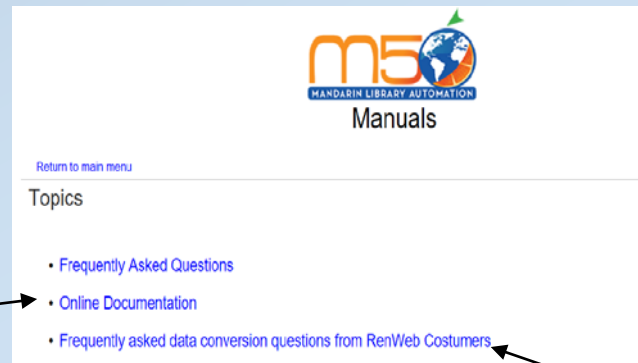 M5
MANDARIN LIBRARY AUTOMATION
Manuals
Return to main menu
Topics
• Frequently Asked Questions
• Online Documentation
• Frequently asked data conversion questions from RenWeb Costumers